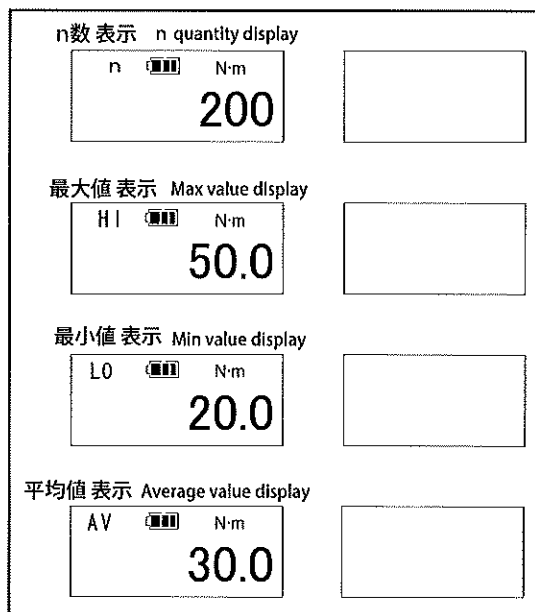 n数 表示 n quantity display
n N·m
200
最大値 表示 Max value display
HI N·m
50.0
最小値 表示 Min value display
LO N·m
20.0
平均値 表示 Average value display
AV N·m
30.0